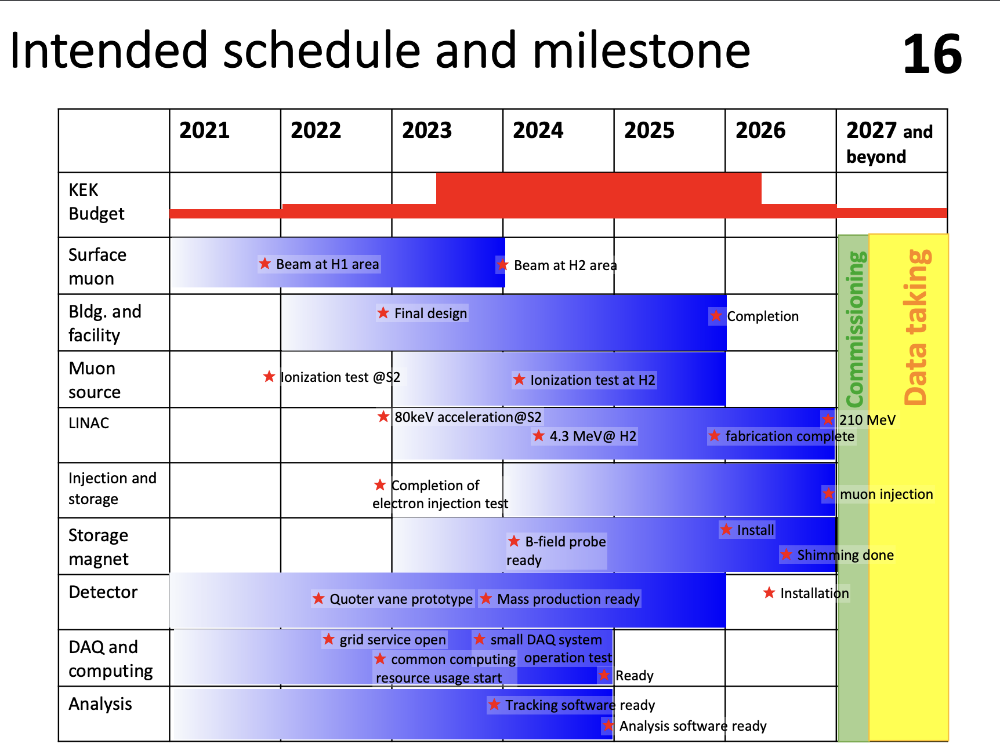 Intended schedule and milestone
16
2021
2022
2023
2024
2025
2026
2027 and
beyond
KEK
Budget
Surface
muon
Beam at H1 area
Beam at H2 area
Bldg. and
facility
Final design
Completion
Muon
source
Ionization test @S2
Ionization test at H2
LINAC
80keV acceleration@S2
210 MeV
4.3 MeV@ H2
fabrication complete
Injection and
storage
Completion of
electron injection test
muon injection
Storage
magnet
B-field probe
ready
Install
Shimming done
Detector
Quoter vane prototype
Mass production ready
Installation
DAQ and
computing
grid service open
common computing
resource usage start
small DAQ system
operation test
Ready
Analysis
Tracking software ready
Analysis software ready
Commissioning
Data taking